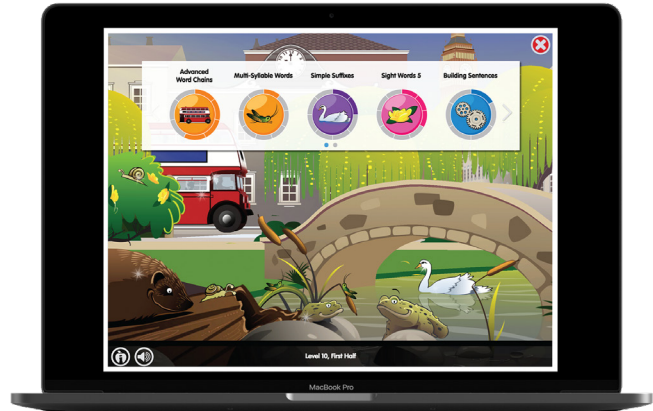 Advanced
Word Chains
Multi-Syllable Words
Simple Suffixes
Sight Words 5
Building Sentences
Level 10, First Half
MacBook Pro